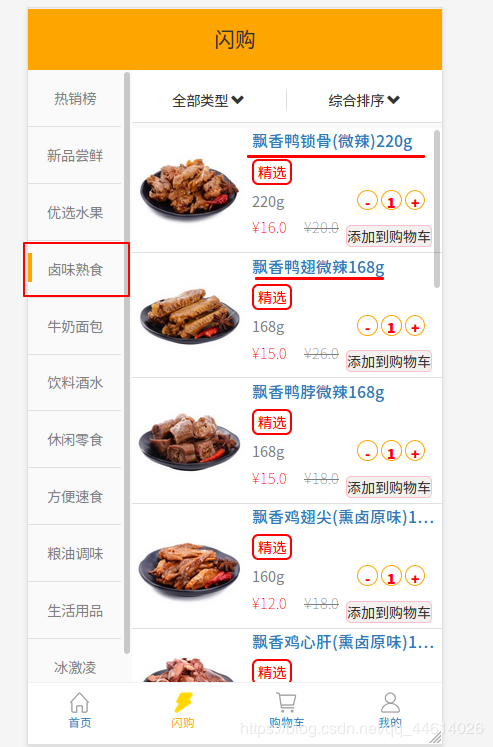 闪购
热销榜
新品尝鲜
优选水果
卤味熟食
牛奶面包
饮料酒水
休闲零食
方便速食
粮油调味
生活用品
冰激凌
全部类型
综合排序
飘香鸭锁骨(微辣)220g
精选
220g
- 1 +
¥16.0 ¥20.0
添加到购物车
飘香鸭翅微辣168g
精选
168g
- 1 +
¥15.0 ¥26.0
添加到购物车
飘香鸭脖微辣168g
精选
168g
- 1 +
¥15.0 ¥18.0
添加到购物车
飘香鸡翅尖(熏卤原味)1...
精选
160g
- 1 +
¥12.0 ¥18.0
添加到购物车
飘香鸡心肝(熏卤原味)1...
精选
首页
闪购
购物车
我的
https://blog.csdn.net/qq_44614026